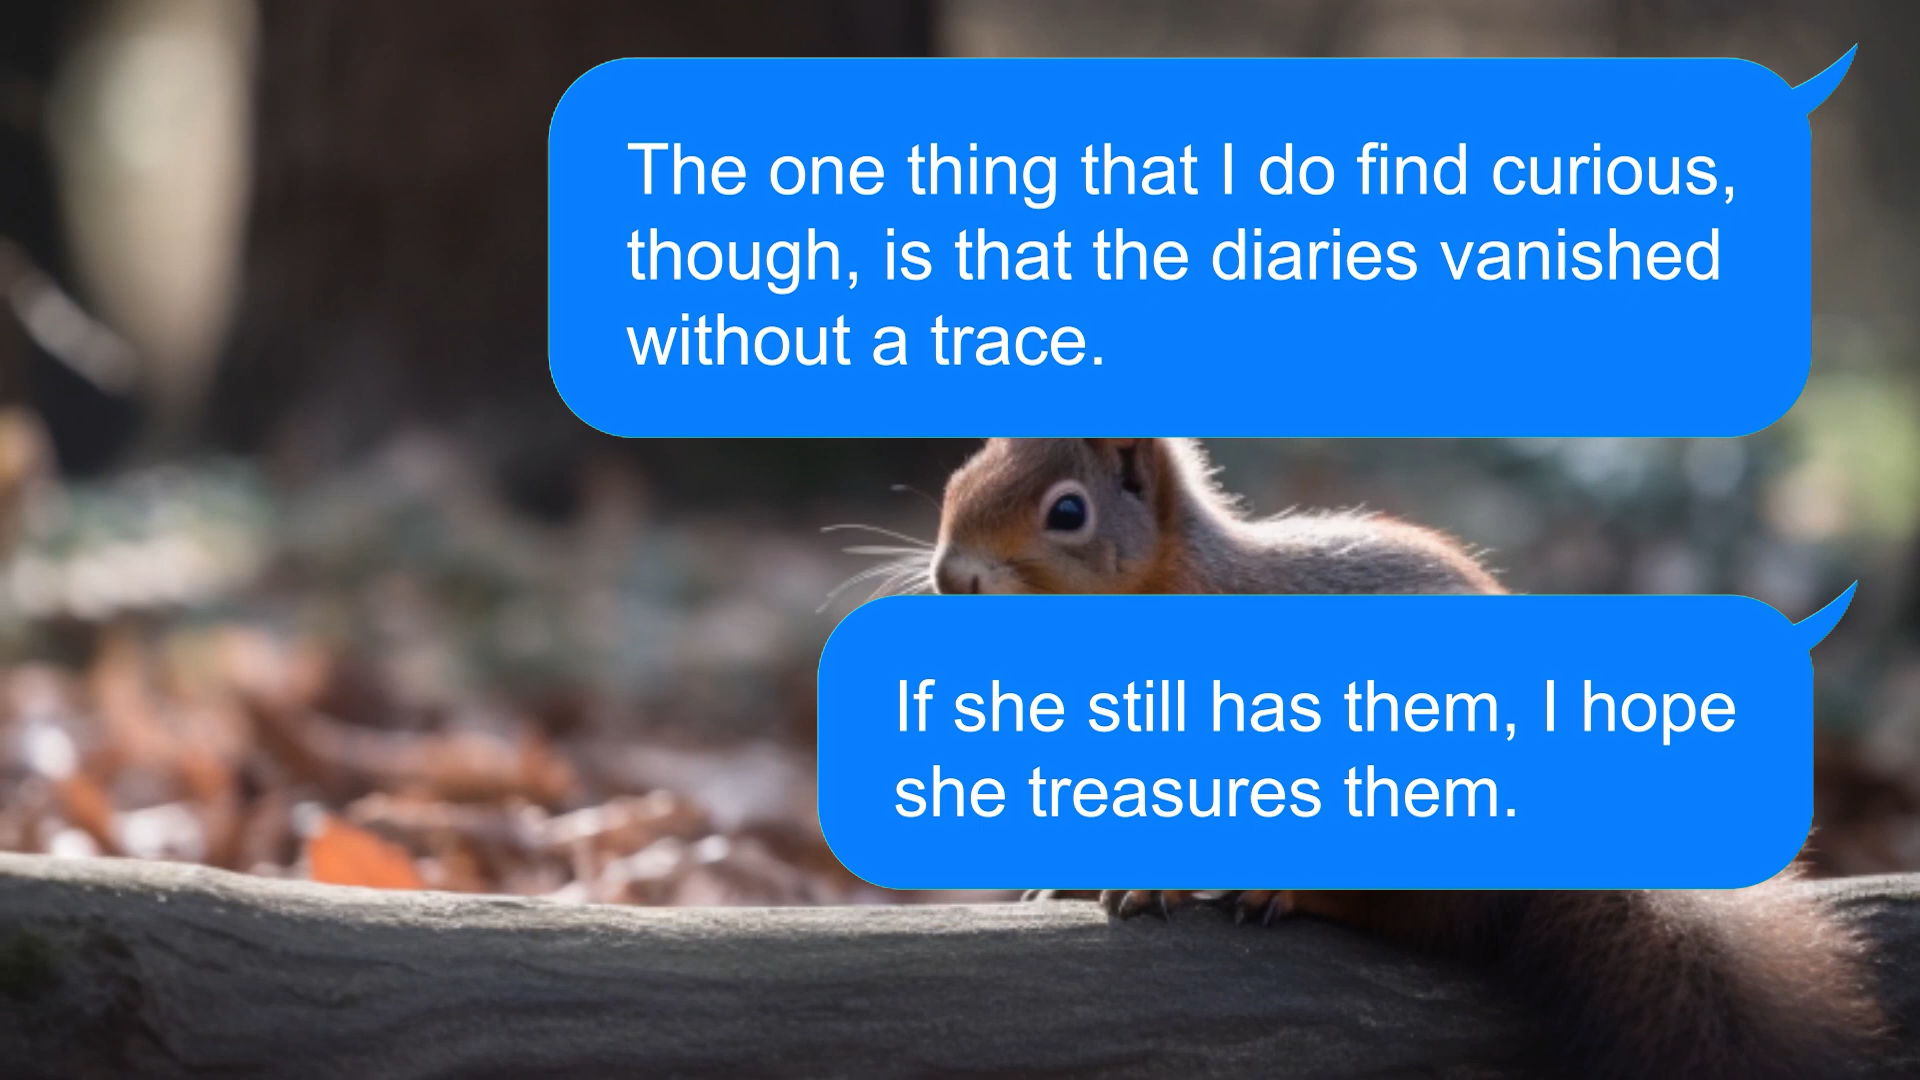 The one thing that I do find curious,
though, is that the diaries vanished
without a trace.
If she still has them, I hope
she treasures them.